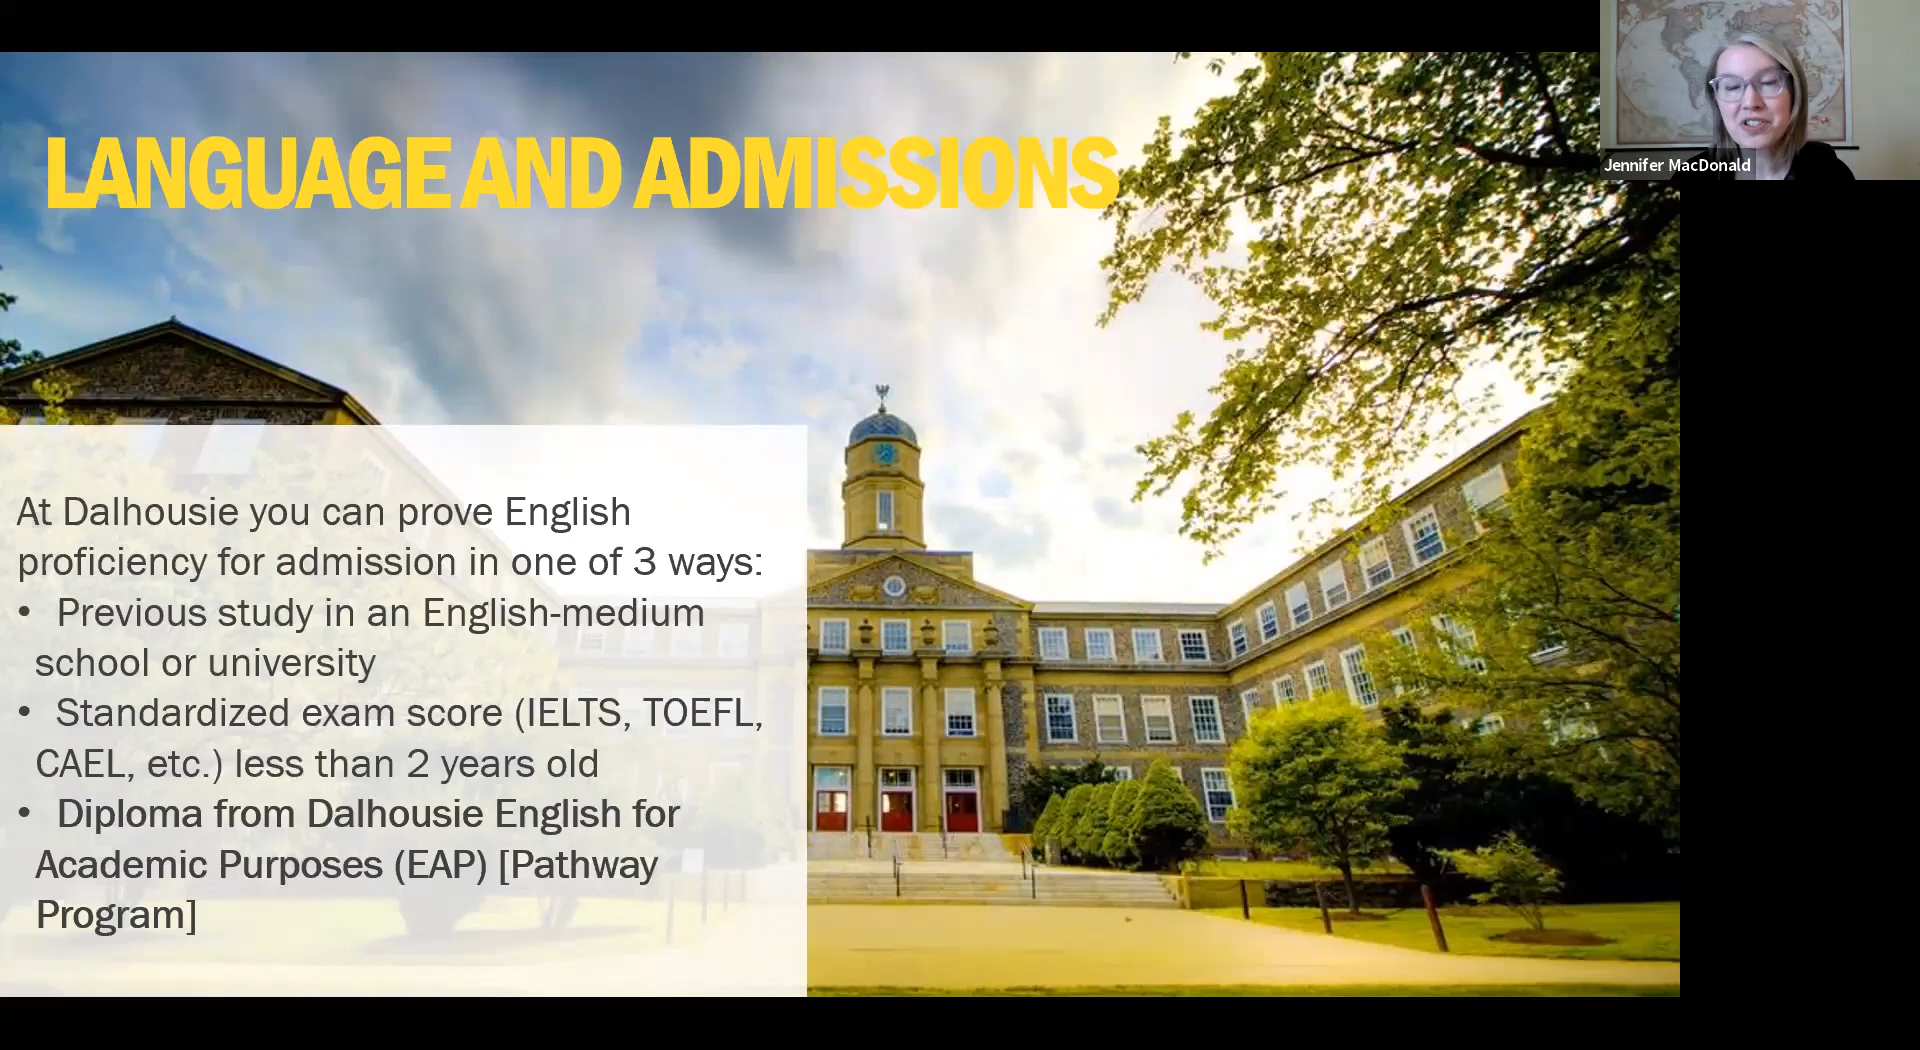 LANGUAGE AND ADMISSIONS
Jennifer MacDonald
At Dalhousie you can prove English
proficiency for admission in one of 3 ways:
• Previous study in an English-medium
school or university
• Standardized exam score (IELTS, TOEFL,
CAEL, etc.) less than 2 years old
• Diploma from Dalhousie English for
Academic Purposes (EAP) [Pathway
Program]